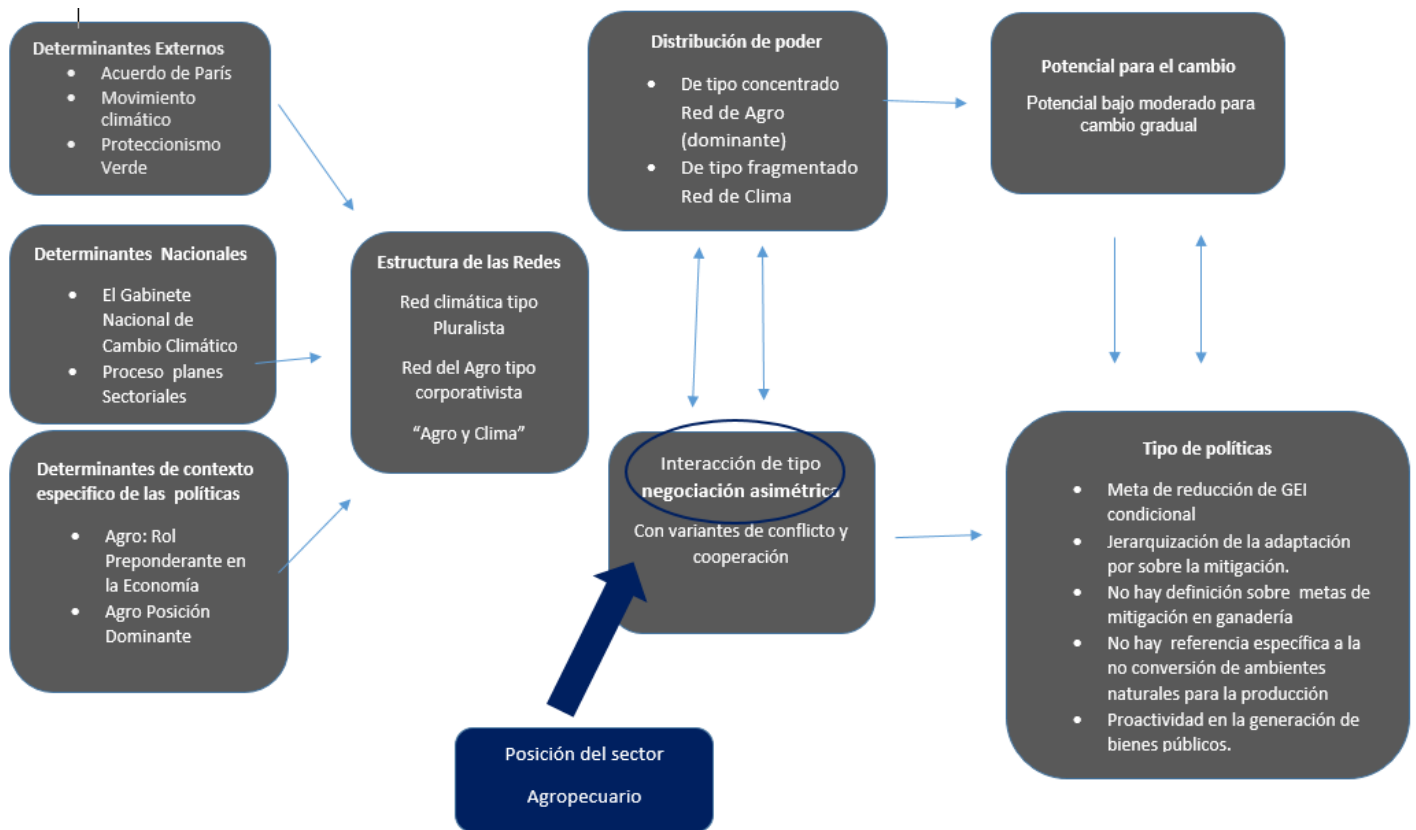 Determinantes Externos
• Acuerdo de París
• Movimiento
climático
• Proteccionismo
Verde
Determinantes Nacionales
• El Gabinete
Nacional de
Cambio Climático
• Proceso planes
Sectoriales
Determinantes de contexto
especifico de las políticas
• Agro: Rol
Preponderante en
la Economía
• Agro Posición
Dominante
Estructura de las Redes
Red climática tipo
Pluralista
Red del Agro tipo
corporativista
“Agro y Clima”
Distribución de poder
• De tipo concentrado
Red de Agro
(dominante)
• De tipo fragmentado
Red de Clima
Interacción de tipo
negociación asimétrica
Con variantes de conflicto y
cooperación
Posición del sector
Agropecuario
Potencial para el cambio
Potencial bajo moderado para
cambio gradual
Tipo de políticas
• Meta de reducción de GEI
condicional
• Jerarquización de la adaptación
por sobre la mitigación.
• No hay definición sobre metas de
mitigación en ganadería
• No hay referencia específica a la
no conversión de ambientes
naturales para la producción
• Proactividad en la generación de
bienes públicos.